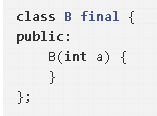 class B final {
public:
    B(int a) {
    }
};